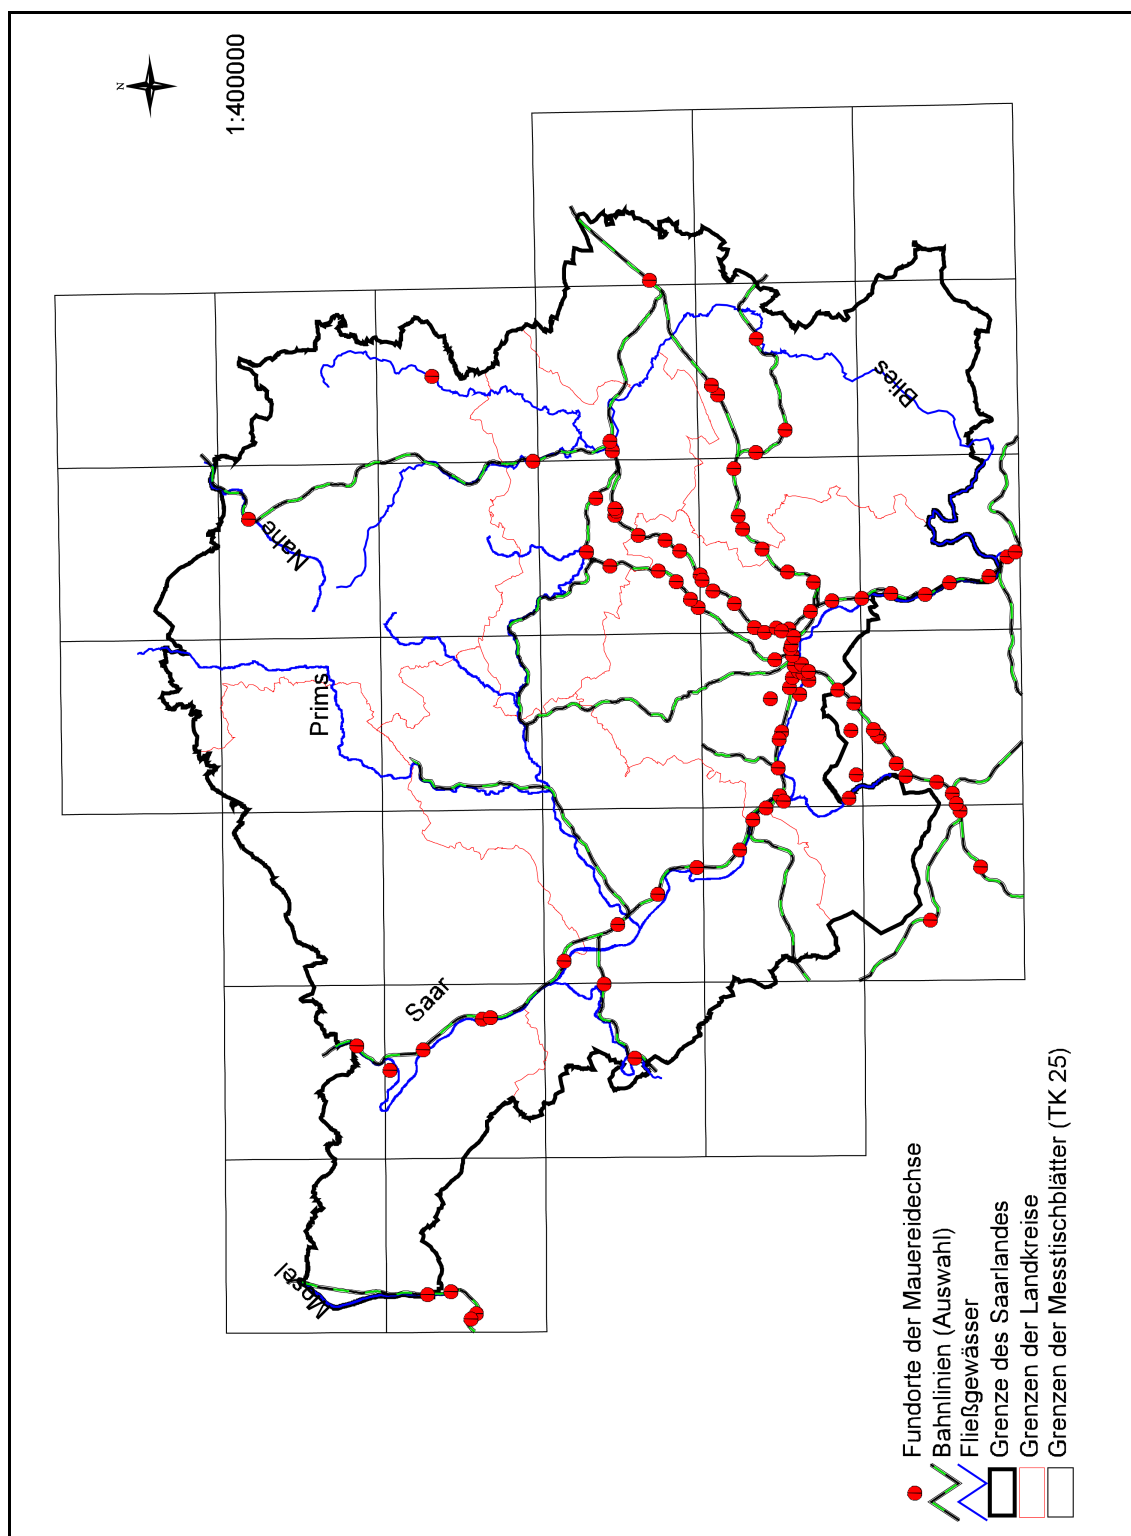 N
1:400000
Nahe
Prims
Blies
Saar
Mosel
Fundorte der Mauereidechse
Bahnlinien (Auswahl)
Fließgewässer
Grenze des Saarlandes
Grenzen der Landkreise
Grenzen der Messtischblätter (TK 25)